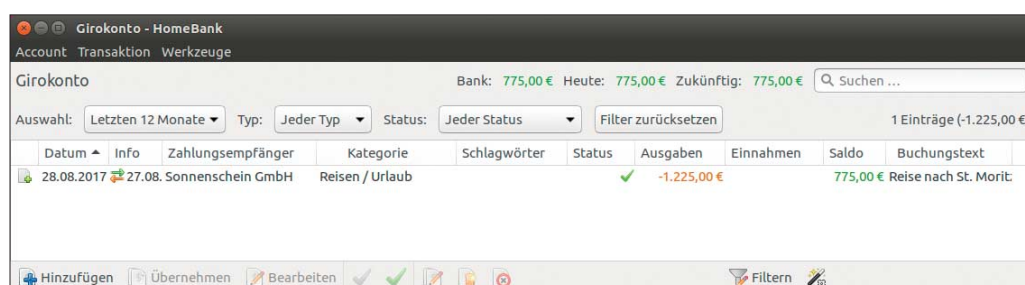 Girokonto - HomeBank
Account Transaktion Werkzeuge
Girokonto Bank: 775,00 € Heute: 775,00 € Zukünftig: 775,00 € Suchen ...
Auswahl: Letzten 12 Monate Typ: Jeder Typ Status: Jeder Status Filter zurücksetzen 1 Einträge (-1.225,00 €
Datum Info Zahlungsempfänger Kategorie Schlagwörter Status Ausgaben Einnahmen Saldo Buchungstext
28.08.2017 27.08. Sonnenschein GmbH Reisen / Urlaub -1.225,00 € 775,00 € Reise nach St. Moritz
Hinzufügen Übernehmen Bearbeiten Filtern